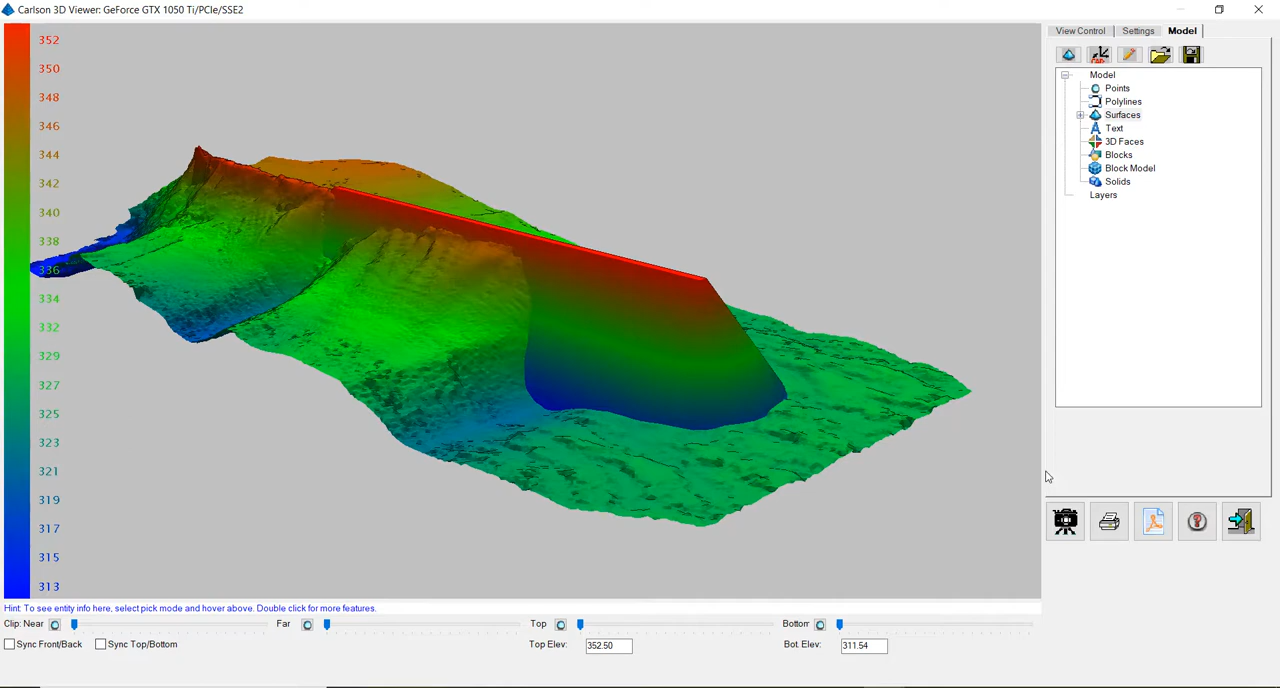 Carlson 3D Viewer: GeForce GTX 1050 Ti/PCIe/SSE2
View Control Settings Model
352
350
348
346
344
342
340
338
336
334
332
329
327
325
323
321
319
317
315
313
Model
Points
Polylines
Surfaces
Text
3D Faces
Blocks
Block Model
Solids
Layers
Hint: To see entity info here, select pick mode and hover above. Double click for more features.
Clip: Near Far Top Bottom
Sync Front/Back Sync Top/Bottom Top Elev: 352.50 Bot. Elev: 311.54